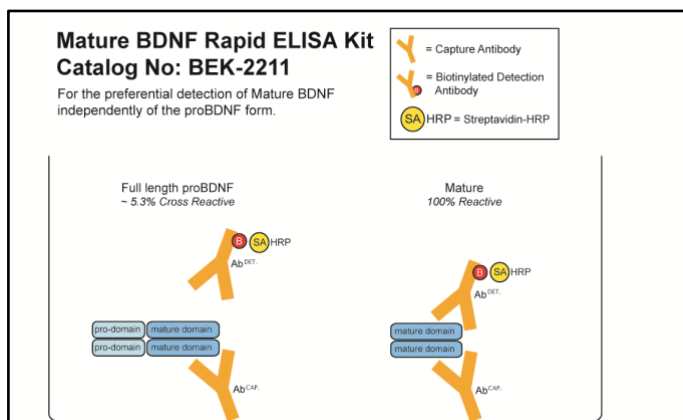 Mature BDNF Rapid ELISA Kit
Catalog No: BEK-2211
For the preferential detection of Mature BDNF
independently of the proBDNF form.
= Capture Antibody
B
= Biotinylated Detection
Antibody
SA HRP = Streptavidin-HRP
Full length proBDNF
~ 5.3% Cross Reactive
B SA HRP
Ab DET.
pro-domain mature domain
pro-domain mature domain
Ab CAP.
Mature
100% Reactive
B SA HRP
Ab DET.
mature domain
mature domain
Ab CAP.